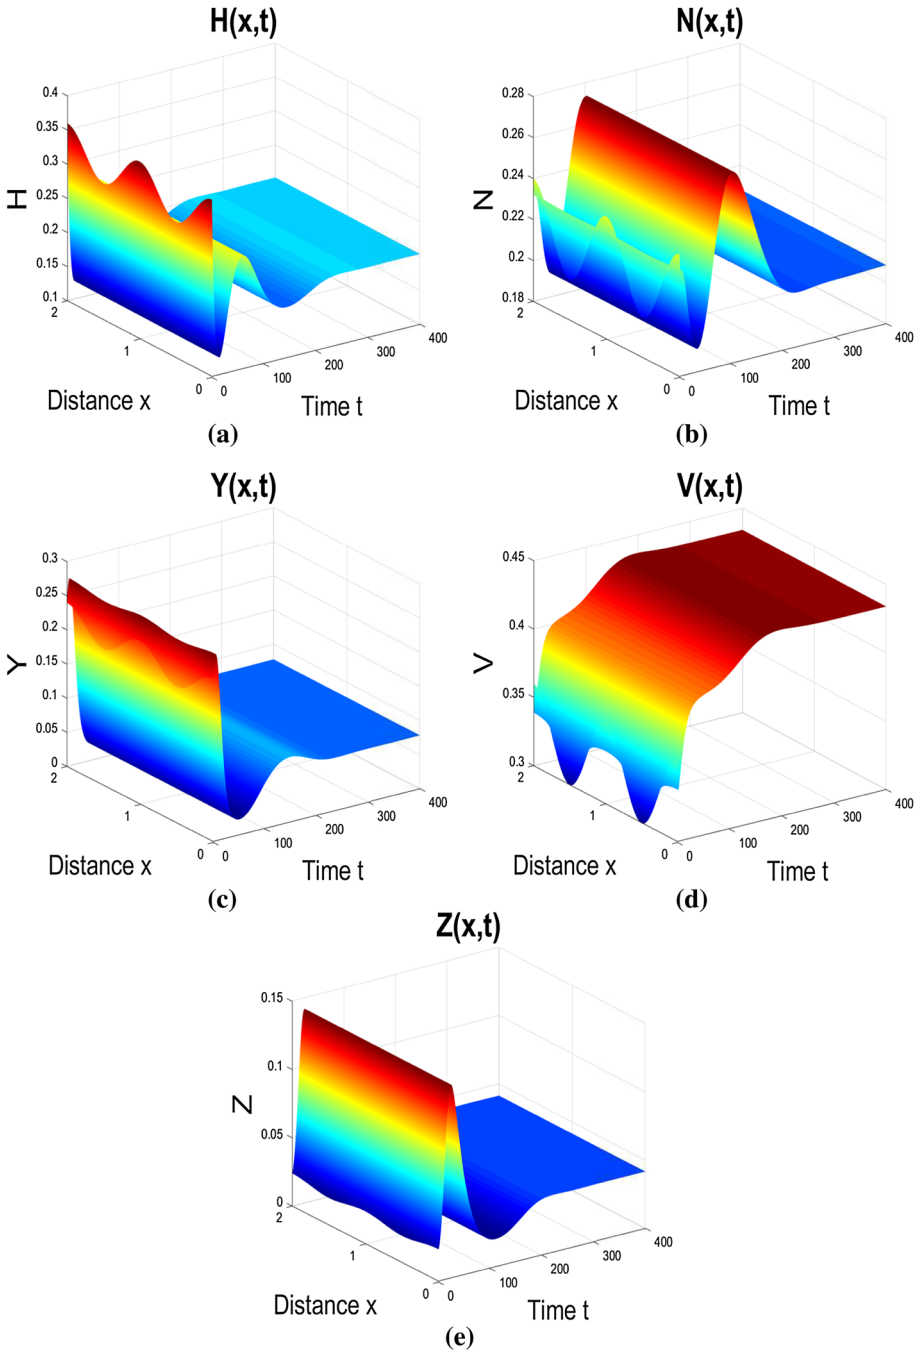 H(x,t)
0.4
0.35
0.3
0.25
0.2
0.15
0.1
H
2
1
0
Distance x
0
100
200
300
400
Time t
(a)
N(x,t)
0.28
0.26
0.24
0.22
0.2
0.18
N
2
1
0
Distance x
0
100
200
300
400
Time t
(b)
Y(x,t)
0.3
0.25
0.2
0.15
0.1
0.05
0
Y
2
1
0
Distance x
0
100
200
300
400
Time t
(c)
V(x,t)
0.45
0.4
0.35
0.3
V
2
1
0
Distance x
0
100
200
300
400
Time t
(d)
Z(x,t)
0.15
0.1
0.05
0
Z
2
1
0
Distance x
0
100
200
300
400
Time t
(e)